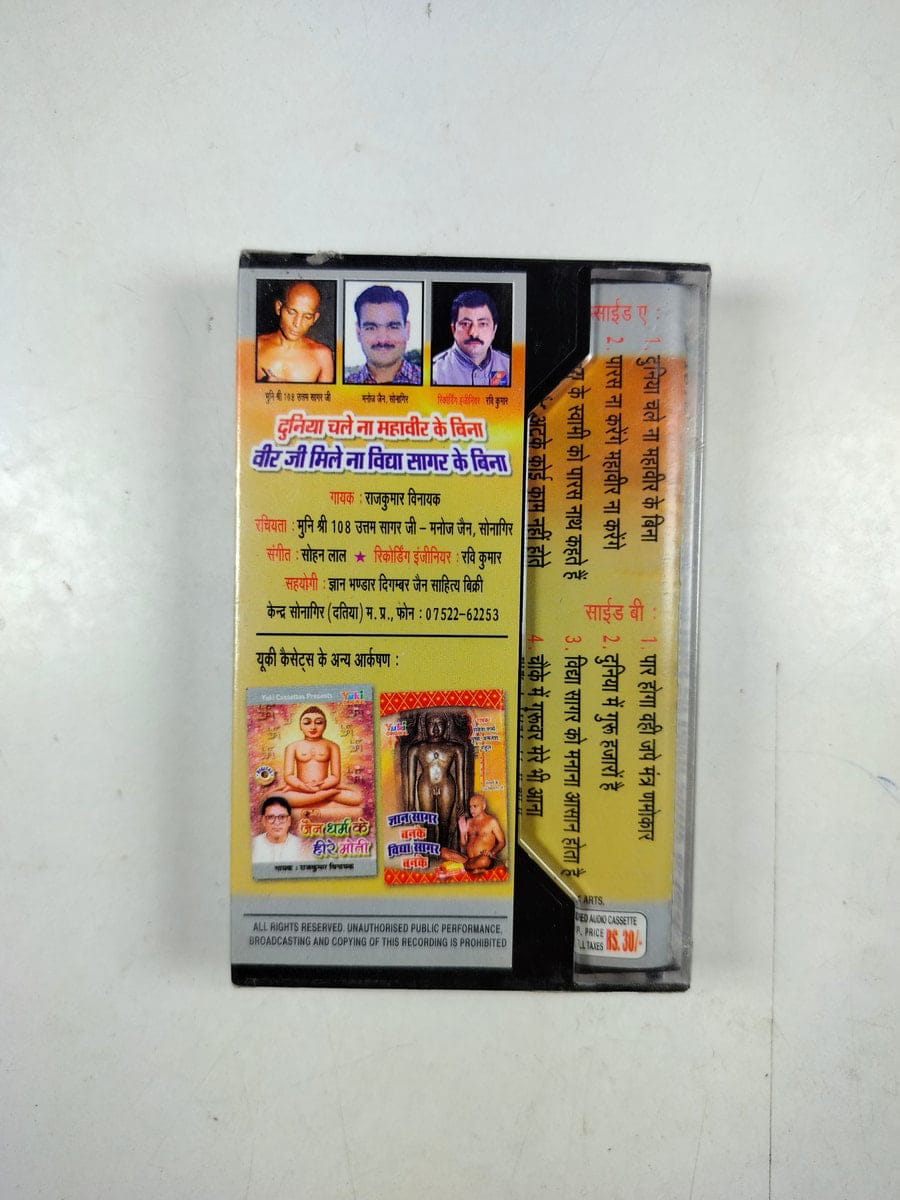 मुनि श्री 108 उत्तम सागर जी
मनोज जैन, सोनागिर
रिकोर्डिंग इंजीनियर : रवि कुमार
दुनिया चले ना महावीर के बिना
वीर जी मिले ना विद्या सागर के बिना
गायक : राजकुमार विनायक
रचियता : मुनि श्री 108 उत्तम सागर जी – मनोज जैन, सोनागिर
संगीत : सोहन लाल ★ रिकोर्डिंग इंजीनियर : रवि कुमार
सहयोगी : ज्ञान भण्डार दिगम्बर जैन साहित्य बिक्री
केन्द्र सोनागिर (दतिया) म. प्र., फोन : 07522-62253
यूकी कैसेट्स के अन्य आर्कषण :
Yuki Cassettes Presents
Yuki
जैन धर्म के
हीरे मोती
गायक : राजकुमार विनायक
Yuki
ज्ञान सागर
बनके
विद्या सागर
बनके
ALL RIGHTS RESERVED. UNAUTHORISED PUBLIC PERFORMANCE,
BROADCASTING AND COPYING OF THIS RECORDING IS PROHIBITED
साईड ए :
1. दुनिया चले ना महावीर के बिना
2. पारस ना करेंगे महावीर ना करेंगे
के स्वामी को पारस नाथ कहते हैं
अटके कोई काम नही होते
साईड बी :
1. पार होगा वही जपे मंत्र णमोकार
2. दुनिया में गुरू हजारों हैं
3. विद्या सागर को मनाना आसान होता है
4. चौके में गुरूवर मेरे भी आना
ARTS,
AUDIO CASSETTE
PRICE
TAXES
RS. 30/-